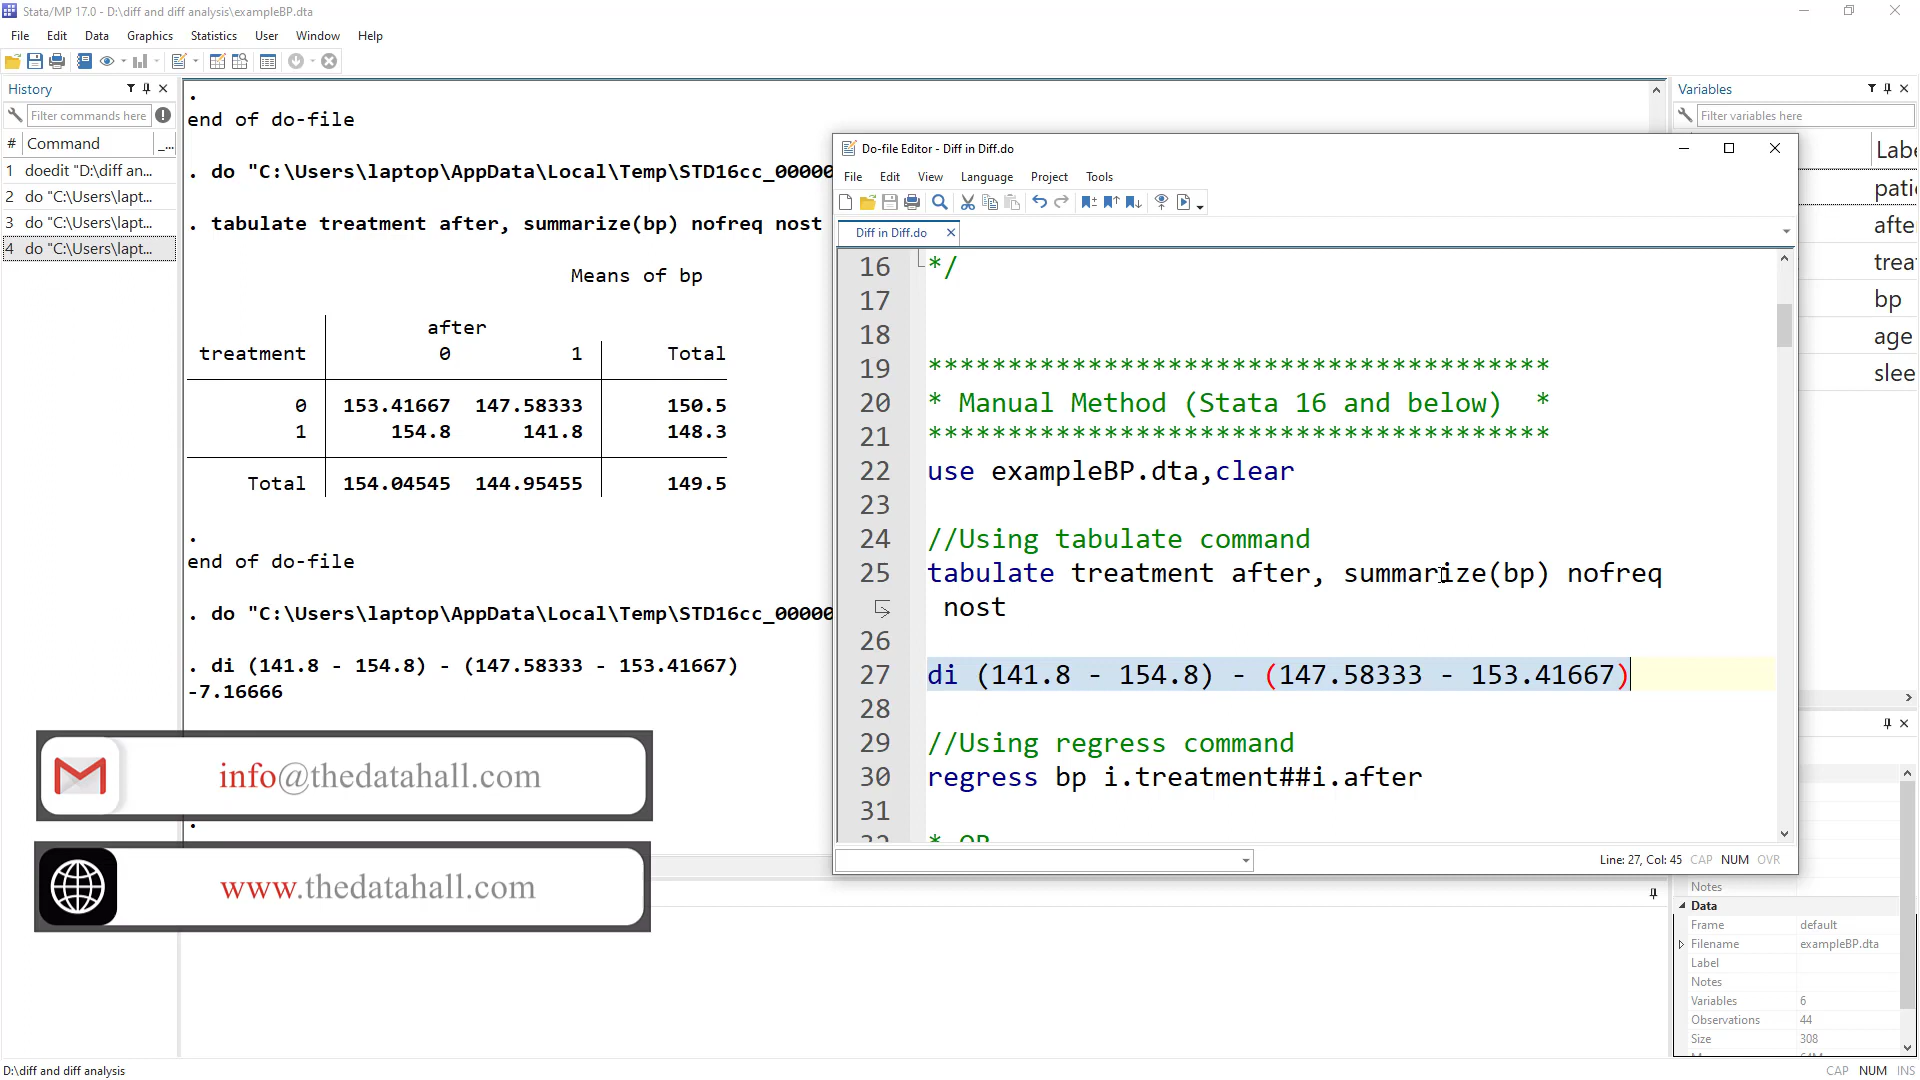 Stata/MP 17.0 - D:\diff and diff analysis\exampleBP.dta
File Edit Data Graphics Statistics User Window Help
History
Filter commands here
# Command _...
1 doedit "D:\diff an...
2 do "C:\Users\lapt...
3 do "C:\Users\lapt...
4 do "C:\Users\lapt...
.
end of do-file
. do "C:\Users\laptop\AppData\Local\Temp\STD16cc_00000
. tabulate treatment after, summarize(bp) nofreq nost
Means of bp
after
treatment 0 1 Total
0 153.41667 147.58333 150.5
1 154.8 141.8 148.3
Total 154.04545 144.95455 149.5
.
end of do-file
. do "C:\Users\laptop\AppData\Local\Temp\STD16cc_00000
. di (141.8 - 154.8) - (147.58333 - 153.41667)
-7.16666
.
info@thedatahall.com
www.thedatahall.com
Do-file Editor - Diff in Diff.do
File Edit View Language Project Tools
Diff in Diff.do
16 */
17
18
19 ***************************************
20 * Manual Method (Stata 16 and below) *
21 ***************************************
22 use exampleBP.dta,clear
23
24 //Using tabulate command
25 tabulate treatment after, summarize(bp) nofreq
nost
26
27 di (141.8 - 154.8) - (147.58333 - 153.41667)
28
29 //Using regress command
30 regress bp i.treatment##i.after
31
32 * OR
Line: 27, Col: 45 CAP NUM OVR
Variables
Filter variables here
Labe
patie
after
treat
bp
age
slee
Notes
Data
Frame default
Filename exampleBP.dta
Label
Notes
Variables 6
Observations 44
Size 308
D:\diff and diff analysis
CAP NUM INS